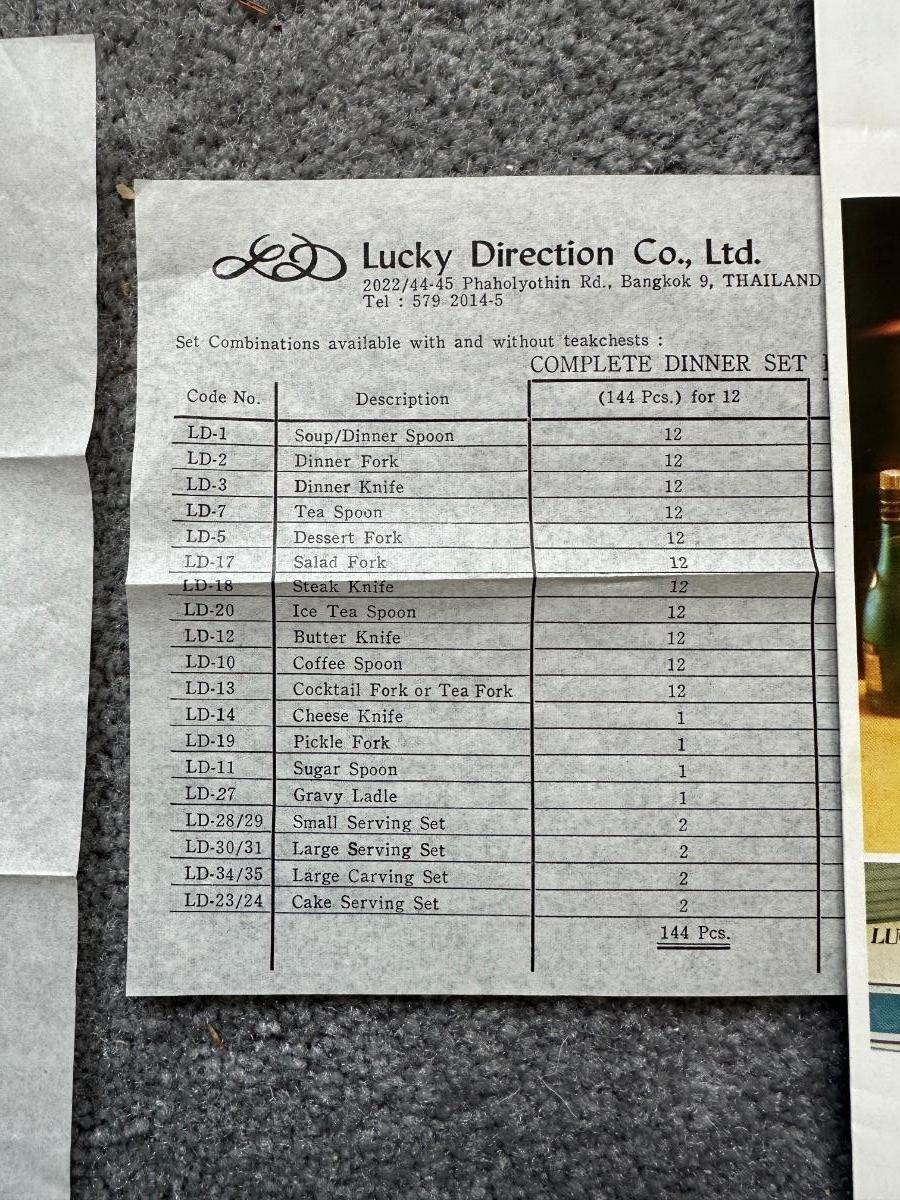 LD Lucky Direction Co., Ltd.
2022/44-45 Phaholyothin Rd., Bangkok 9, THAILAND
Tel : 579 2014-5
Set Combinations available with and without teakchests :
COMPLETE DINNER SET
Code No. Description (144 Pcs.) for 12
LD-1 Soup/Dinner Spoon 12
LD-2 Dinner Fork 12
LD-3 Dinner Knife 12
LD-7 Tea Spoon 12
LD-5 Dessert Fork 12
LD-17 Salad Fork 12
LD-18 Steak Knife 12
LD-20 Ice Tea Spoon 12
LD-12 Butter Knife 12
LD-10 Coffee Spoon 12
LD-13 Cocktail Fork or Tea Fork 12
LD-14 Cheese Knife 1
LD-19 Pickle Fork 1
LD-11 Sugar Spoon 1
LD-27 Gravy Ladle 1
LD-28/29 Small Serving Set 2
LD-30/31 Large Serving Set 2
LD-34/35 Large Carving Set 2
LD-23/24 Cake Serving Set 2
144 Pcs.